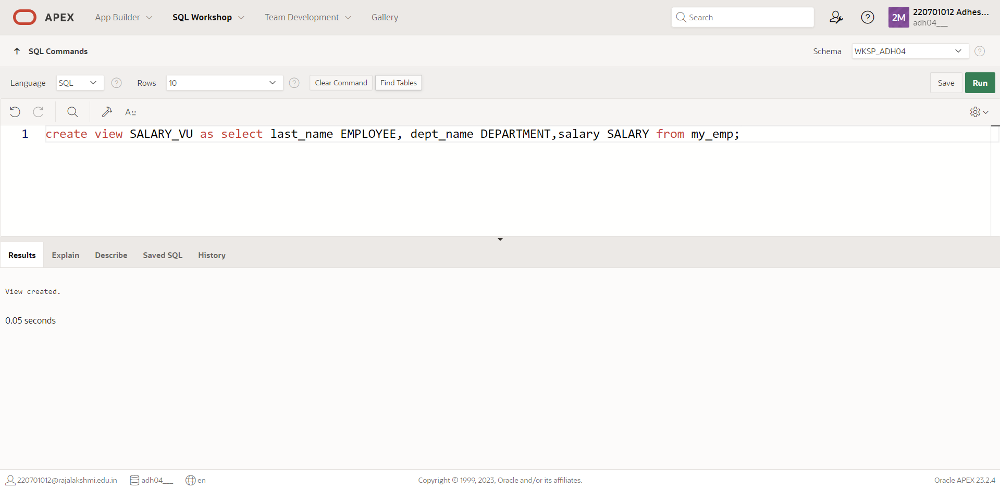 APEX App Builder SQL Workshop Team Development Gallery Search 2M 220701012 Adhes...
adh04___
SQL Commands Schema WKSP_ADH04 ?
Language SQL ? Rows 10 ? Clear Command Find Tables Save Run
A::
1 create view SALARY_VU as select last_name EMPLOYEE, dept_name DEPARTMENT,salary SALARY from my_emp;
Results Explain Describe Saved SQL History
View created.
0.05 seconds
220701012@rajalakshmi.edu.in adh04___ en Copyright © 1999, 2023, Oracle and/or its affiliates. Oracle APEX 23.2.4